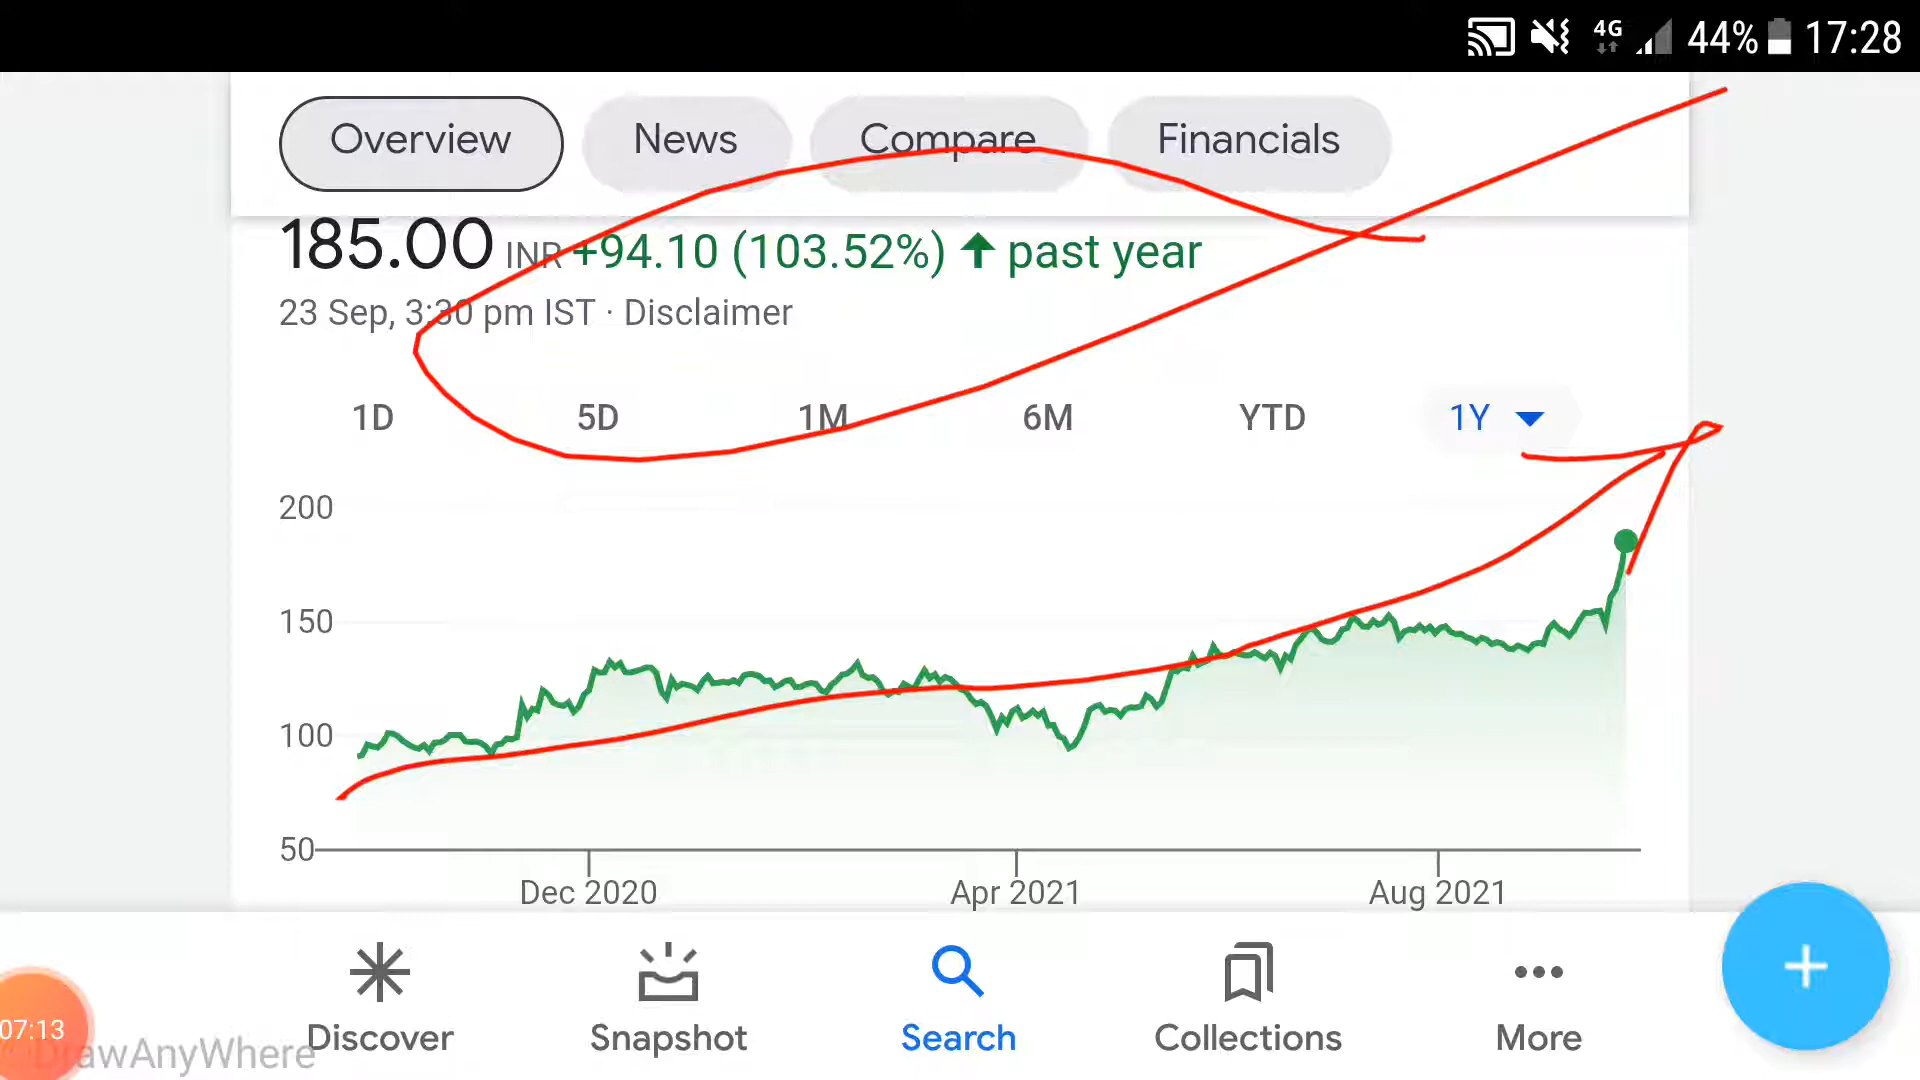 4G 44% 17:28
Overview News Compare Financials
185.00 INR +94.10 (103.52%) past year
23 Sep, 3:30 pm IST · Disclaimer
1D 5D 1M 6M YTD 1Y
200
150
100
50
Dec 2020 Apr 2021 Aug 2021
Discover Snapshot Search Collections More
07:13
DrawAnyWhere